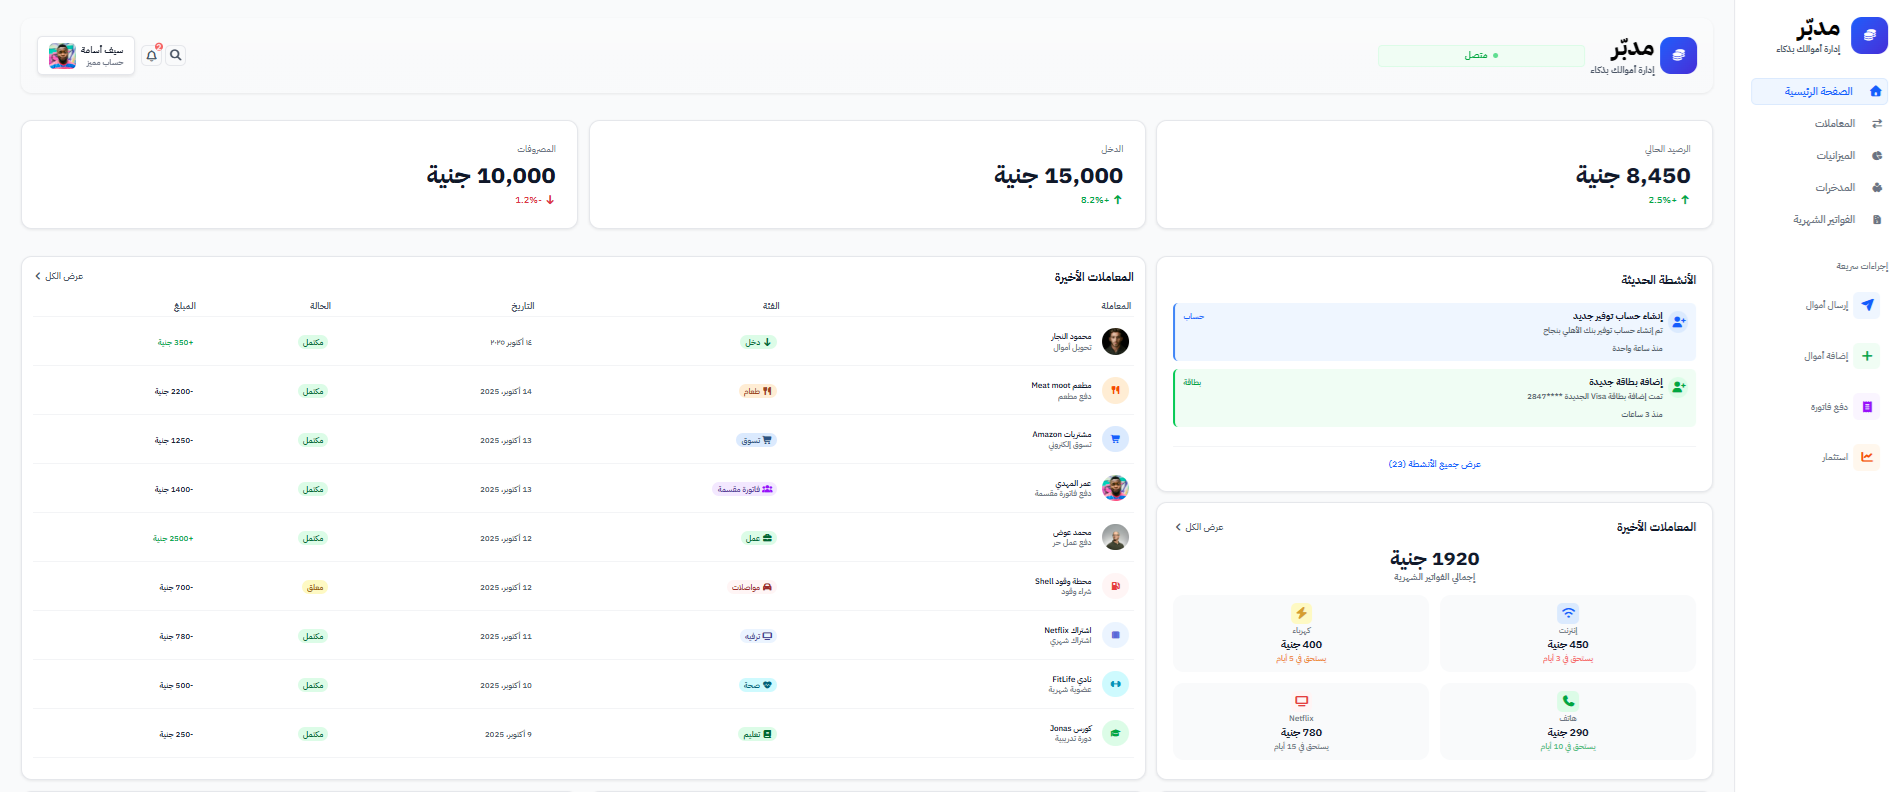 مدبّر
إدارة أموالك بذكاء
الصفحة الرئيسية
المعاملات
الميزانيات
المدخرات
الفواتير الشهرية
إجراءات سريعة
إرسال أموال
إضافة أموال
دفع فاتورة
استثمار
مدبّر
إدارة أموالك بذكاء
متصل
2
سيف أسامة
حساب مميز
الرصيد الحالي
8,450 جنية
+2.5%
الدخل
15,000 جنية
+8.2%
المصروفات
10,000 جنية
-1.2%
الأنشطة الحديثة
إنشاء حساب توفير جديد
حساب
تم إنشاء حساب توفير بنك الأهلي بنجاح
منذ ساعة واحدة
إضافة بطاقة جديدة
بطاقة
تمت إضافة بطاقة Visa الجديدة ****2847
منذ 3 ساعات
عرض جميع الأنشطة (23)
المعاملات الأخيرة
عرض الكل
1920 جنية
إجمالي الفواتير الشهرية
إنترنت
450 جنية
يستحق في 3 أيام
كهرباء
400 جنية
يستحق في 5 أيام
هاتف
290 جنية
يستحق في 10 أيام
Netflix
780 جنية
يستحق في 15 أيام
المعاملات الأخيرة
عرض الكل
المعاملة الفئة التاريخ الحالة المبلغ
محمود النجار
تحويل أموال
دخل
١٤ أكتوبر ٢٠٢٥
مكتمل
+350 جنية
مطعم Meat moot
دفع مطعم
طعام
14 أكتوبر، 2025
مكتمل
-2200 جنية
مشتريات Amazon
تسوق إلكتروني
تسوق
13 أكتوبر، 2025
مكتمل
-1250 جنية
عمر المهدي
دفع فاتورة مقسمة
فاتورة مقسمة
13 أكتوبر، 2025
مكتمل
-1400 جنية
محمد عوض
دفع عمل حر
عمل
12 أكتوبر، 2025
مكتمل
+2500 جنية
محطة وقود Shell
شراء وقود
مواصلات
12 أكتوبر، 2025
معلق
-700 جنية
اشتراك Netflix
اشتراك شهري
ترفيه
11 أكتوبر، 2025
مكتمل
-780 جنية
نادي FitLife
عضوية شهرية
صحة
10 أكتوبر، 2025
مكتمل
-500 جنية
كورس Jonas
دورة تدريبية
تعليم
9 أكتوبر، 2025
مكتمل
-250 جنية